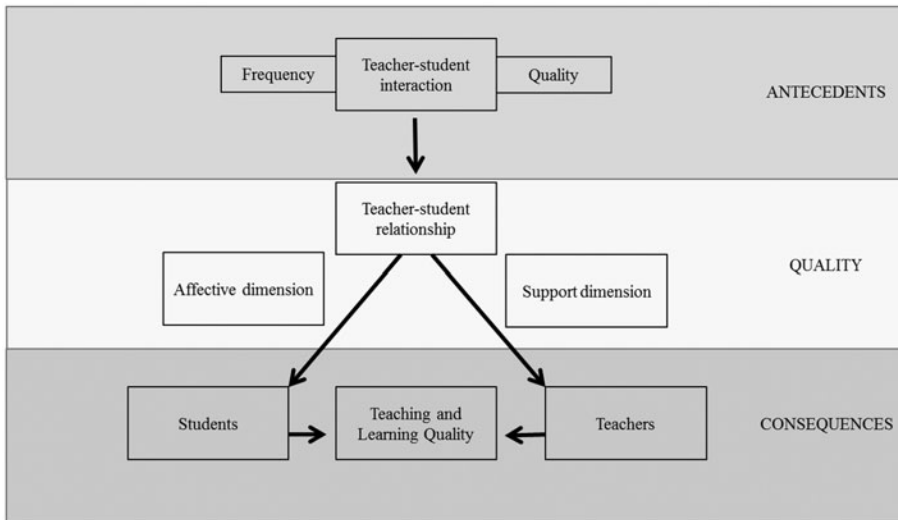 Frequency
Teacher-student
interaction
Quality
ANTECEDENTS
Teacher-student
relationship
Affective dimension
Support dimension
QUALITY
Students
Teaching and
Learning Quality
Teachers
CONSEQUENCES